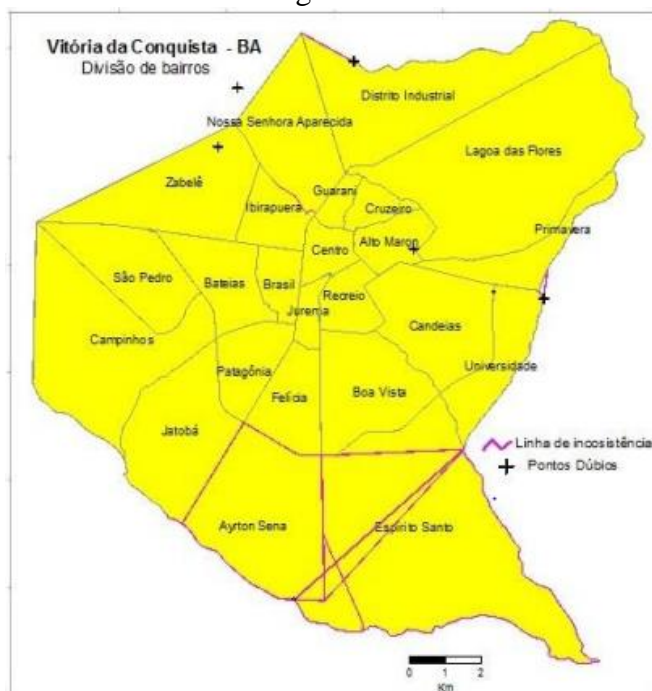 Vitória da Conquista - BA
Divisão de bairros
Distrito Industrial
Nossa Senhora Aparecida
Lagoa das Flores
Zabelê
Guarani
Ibirapuera
Cruzeiro
Primavera
Centro
Alto Maron
São Pedro
Bateias
Brasil
Recreio
Jurema
Candeias
Campinhos
Universidade
Patagônia
Felícia
Boa Vista
Jatobá
Linha de incosistência
Pontos Dúbios
Ayrton Sena
Espirito Santo
0 1 2
Km